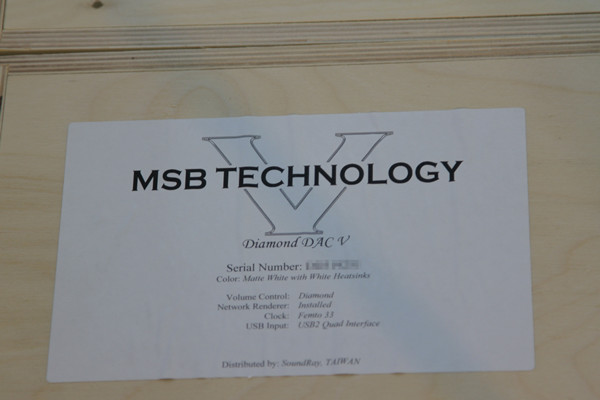 V
MSB TECHNOLOGY
Diamond DAC V
Serial Number:
Color: Matte White with White Heatsinks
Volume Control: Diamond
Network Renderer: Installed
Clock: Femto 33
USB Input: USB2 Quad Interface
Distributed by: SoundRay, TAIWAN